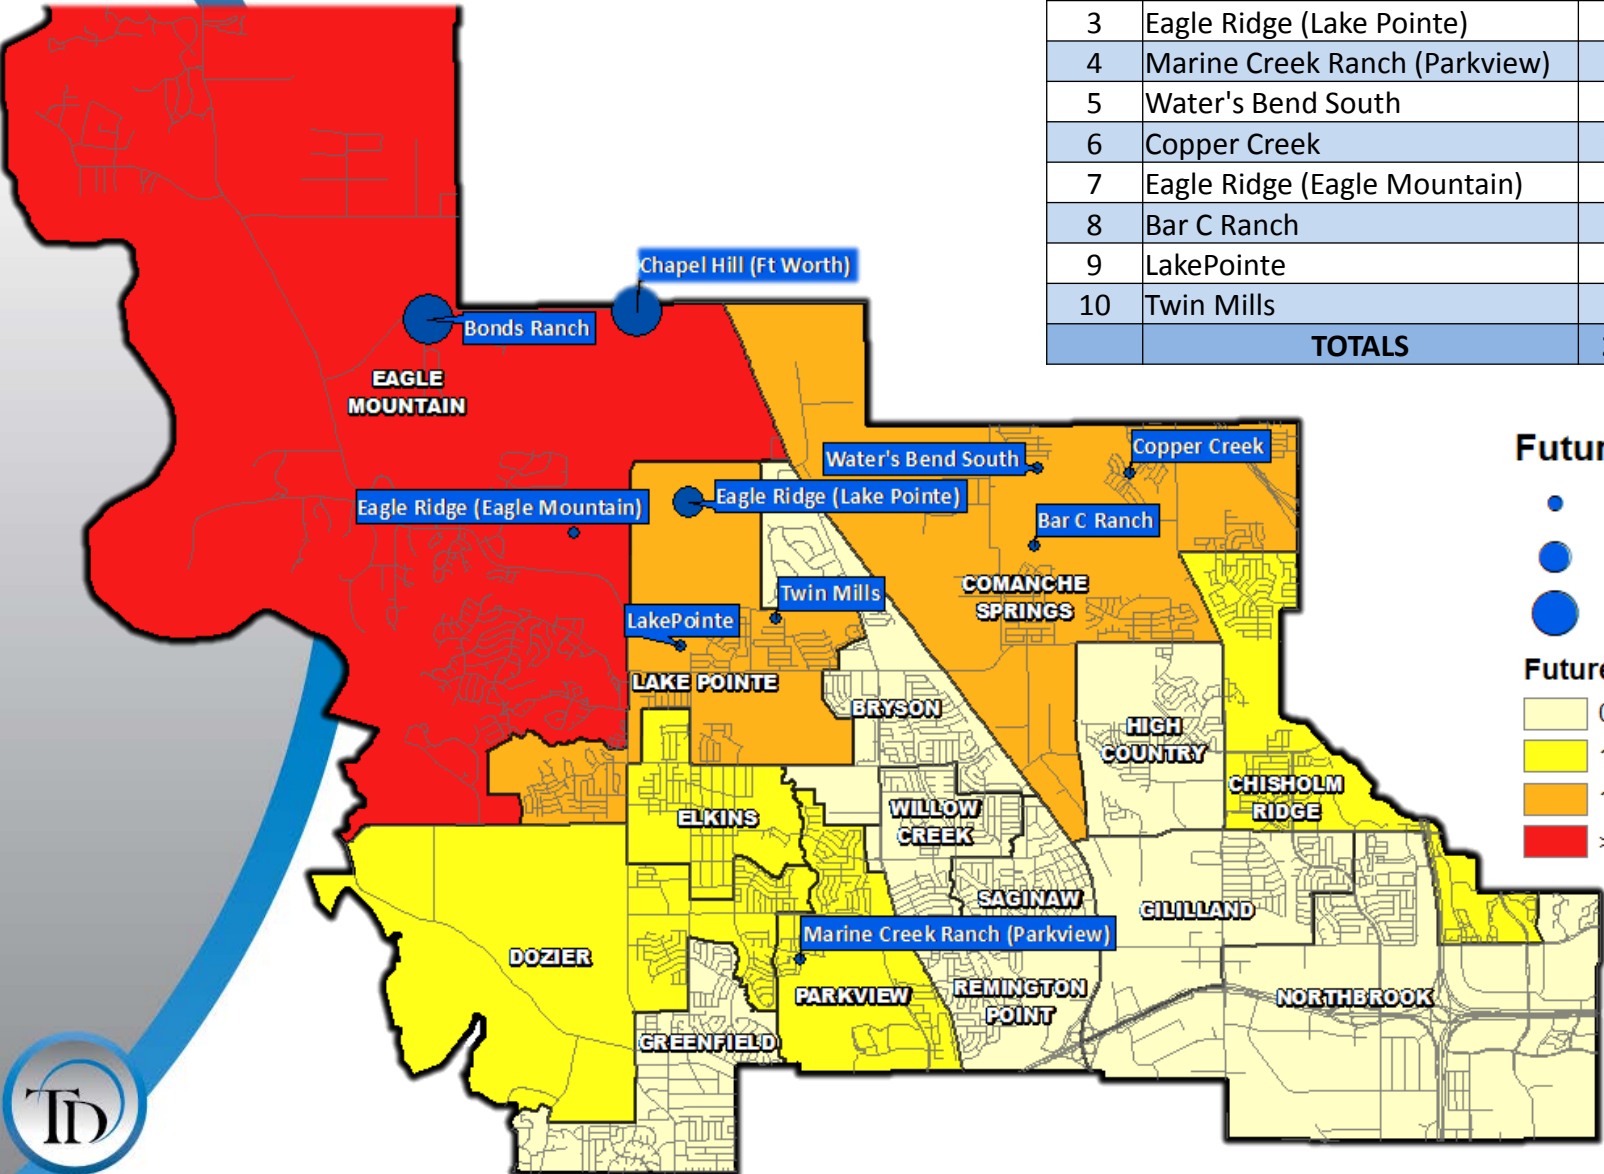 3 Eagle Ridge (Lake Pointe)
4 Marine Creek Ranch (Parkview)
5 Water's Bend South
6 Copper Creek
7 Eagle Ridge (Eagle Mountain)
8 Bar C Ranch
9 LakePointe
10 Twin Mills
TOTALS
Chapel Hill (Ft Worth)
Bonds Ranch
EAGLE
MOUNTAIN
Water's Bend South
Copper Creek
Eagle Ridge (Eagle Mountain)
Eagle Ridge (Lake Pointe)
Bar C Ranch
COMANCHE
SPRINGS
Twin Mills
LakePointe
LAKE POINTE
BRYSON
HIGH
COUNTRY
CHISHOLM
RIDGE
ELKINS
WILLOW
CREEK
SAGINAW
GILILLAND
Marine Creek Ranch (Parkview)
DOZIER
PARKVIEW
REMINGTON
POINT
NORTHBROOK
GREENFIELD
Futur
Future
>
TD